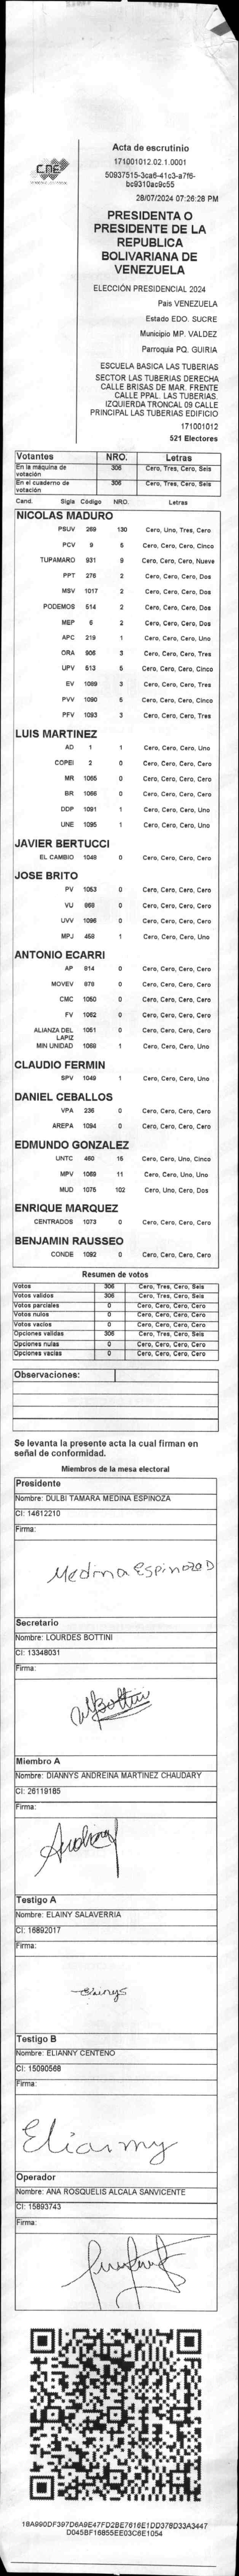 CNE
Acta de escrutinio
171001012.02.1.0001
50937515-3ca6-41c3-a7f6-
bc9310ac9c55
28/07/2024 07:26:28 PM
PRESIDENTA O
PRESIDENTE DE LA
REPUBLICA
BOLIVARIANA DE
VENEZUELA
ELECCIÓN PRESIDENCIAL 2024
Pais VENEZUELA
Estado EDO. SUCRE
Municipio MP. VALDEZ
Parroquia PQ. GUIRIA
ESCUELA BASICA LAS TUBERIAS
SECTOR LAS TUBERIAS DERECHA
CALLE BRISAS DE MAR. FRENTE
CALLE PPAL. LAS TUBERIAS.
IZQUIERDA TRONCAL 09 CALLE
PRINCIPAL LAS TUBERIAS EDIFICIO
171001012
521 Electores
Votantes NRO. Letras
En la máquina de votación 306 Cero, Tres, Cero, Seis
En el cuaderno de votación 306 Cero, Tres, Cero, Seis
Cand. Sigla Código NRO. Letras
NICOLAS MADURO
PSUV 269 130 Cero, Uno, Tres, Cero
PCV 9 5 Cero, Cero, Cero, Cinco
TUPAMARO 931 9 Cero, Cero, Cero, Nueve
PPT 276 2 Cero, Cero, Cero, Dos
MSV 1017 2 Cero, Cero, Cero, Dos
PODEMOS 514 2 Cero, Cero, Cero, Dos
MEP 6 2 Cero, Cero, Cero, Dos
APC 219 1 Cero, Cero, Cero, Uno
ORA 906 3 Cero, Cero, Cero, Tres
UPV 513 5 Cero, Cero, Cero, Cinco
EV 1089 3 Cero, Cero, Cero, Tres
PVV 1090 5 Cero, Cero, Cero, Cinco
PFV 1093 3 Cero, Cero, Cero, Tres
LUIS MARTINEZ
AD 1 1 Cero, Cero, Cero, Uno
COPEI 2 0 Cero, Cero, Cero, Cero
MR 1065 0 Cero, Cero, Cero, Cero
BR 1066 0 Cero, Cero, Cero, Cero
DDP 1091 1 Cero, Cero, Cero, Uno
UNE 1095 1 Cero, Cero, Cero, Uno
JAVIER BERTUCCI
EL CAMBIO 1048 0 Cero, Cero, Cero, Cero
JOSE BRITO
PV 1053 0 Cero, Cero, Cero, Cero
VU 868 0 Cero, Cero, Cero, Cero
UVV 1096 0 Cero, Cero, Cero, Cero
MPJ 458 1 Cero, Cero, Cero, Uno
ANTONIO ECARRI
AP 814 0 Cero, Cero, Cero, Cero
MOVEV 878 0 Cero, Cero, Cero, Cero
CMC 1050 0 Cero, Cero, Cero, Cero
FV 1052 0 Cero, Cero, Cero, Cero
ALIANZA DEL LAPIZ 1051 0 Cero, Cero, Cero, Cero
MIN UNIDAD 1068 1 Cero, Cero, Cero, Uno
CLAUDIO FERMIN
SPV 1049 1 Cero, Cero, Cero, Uno
DANIEL CEBALLOS
VPA 236 0 Cero, Cero, Cero, Cero
AREPA 1094 0 Cero, Cero, Cero, Cero
EDMUNDO GONZALEZ
UNTC 460 15 Cero, Cero, Uno, Cinco
MPV 1069 11 Cero, Cero, Uno, Uno
MUD 1075 102 Cero, Uno, Cero, Dos
ENRIQUE MARQUEZ
CENTRADOS 1073 0 Cero, Cero, Cero, Cero
BENJAMIN RAUSSEO
CONDE 1092 0 Cero, Cero, Cero, Cero
Resumen de votos
Votos 306 Cero, Tres, Cero, Seis
Votos validos 306 Cero, Tres, Cero, Seis
Votos parciales 0 Cero, Cero, Cero, Cero
Votos nulos 0 Cero, Cero, Cero, Cero
Votos vacíos 0 Cero, Cero, Cero, Cero
Opciones validas 306 Cero, Tres, Cero, Seis
Opciones nulas 0 Cero, Cero, Cero, Cero
Opciones vacías 0 Cero, Cero, Cero, Cero
Observaciones:
Se levanta la presente acta la cual firman en
señal de conformidad.
Miembros de la mesa electoral
Presidente
Nombre: DULBI TAMARA MEDINA ESPINOZA
CI: 14612210
Firma:
Medina Espinoza D
Secretario
Nombre: LOURDES BOTTINI
CI: 13348031
Firma:
Miembro A
Nombre: DIANNYS ANDREINA MARTINEZ CHAUDARY
CI: 26119185
Firma:
Testigo A
Nombre: ELAINY SALAVERRIA
CI: 16892017
Firma:
Testigo B
Nombre: ELIANNY CENTENO
CI: 15090568
Firma:
Operador
Nombre: ANA ROSQUELIS ALCALA SANVICENTE
CI: 15893743
Firma:
18A990DF397D6A9E47FD2BE7616E1DD378D33A3447
D045BF16855EE03C6E1054